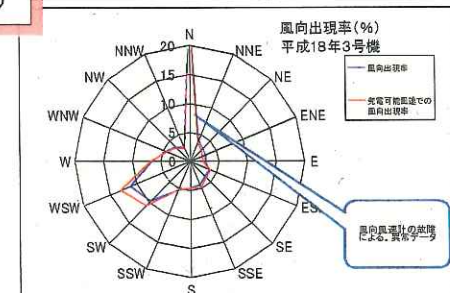 風向出現率(%)
平成18年3号機
N
NNE
NE
ENE
E
SE
SSE
S
SSW
SW
WSW
W
WNW
NW
NNW
20
15
10
5
0
風向出現率
発電可能風速での
風向出現率
風向風速計の故障
による、異常データ